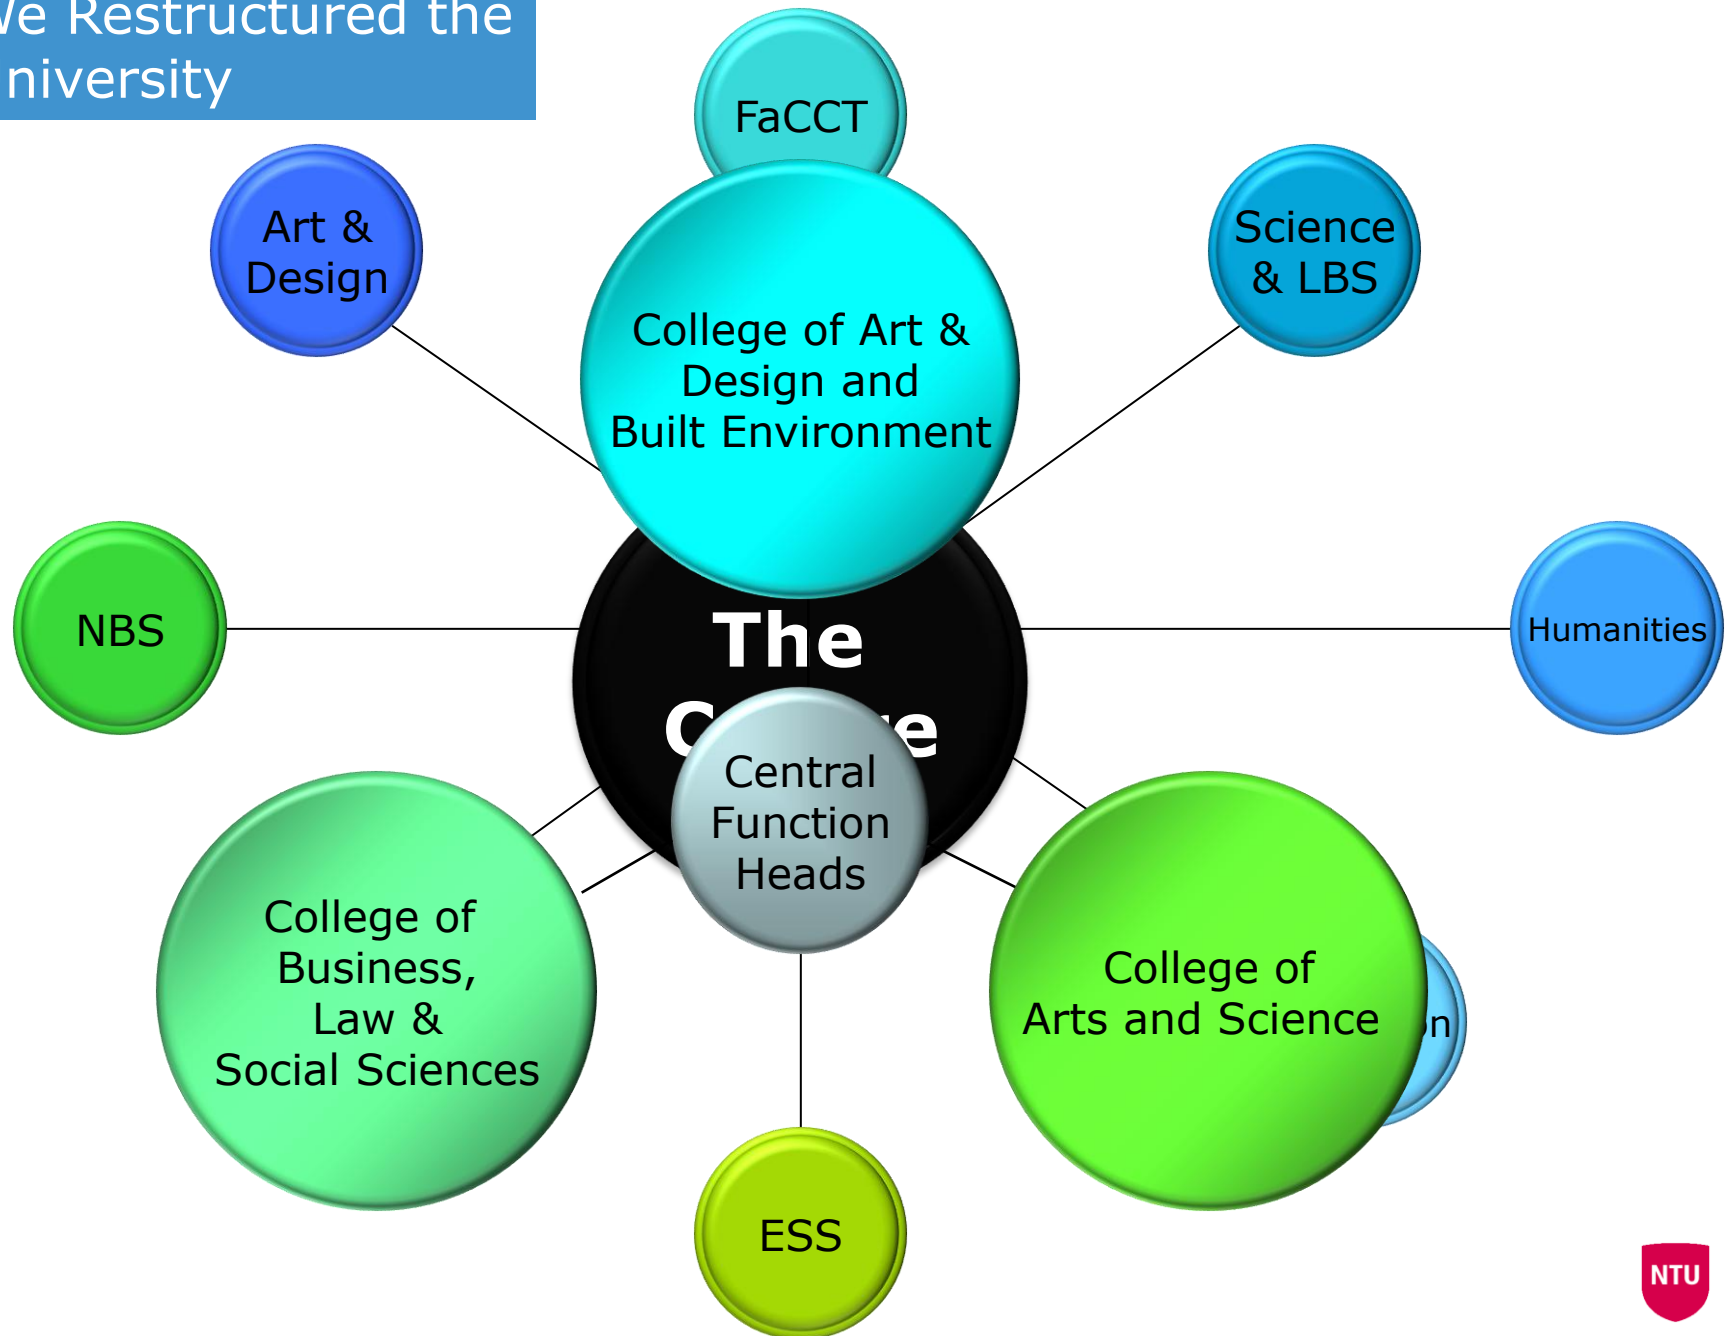 We Restructured the
niversity
FaCCT
Art &
Design
Science
& LBS
College of Art &
Design and
Built Environment
NBS
The
Humanities
Central
Function
Heads
College of
Business,
Law &
Social Sciences
College of
Arts and Science
ESS
NTU